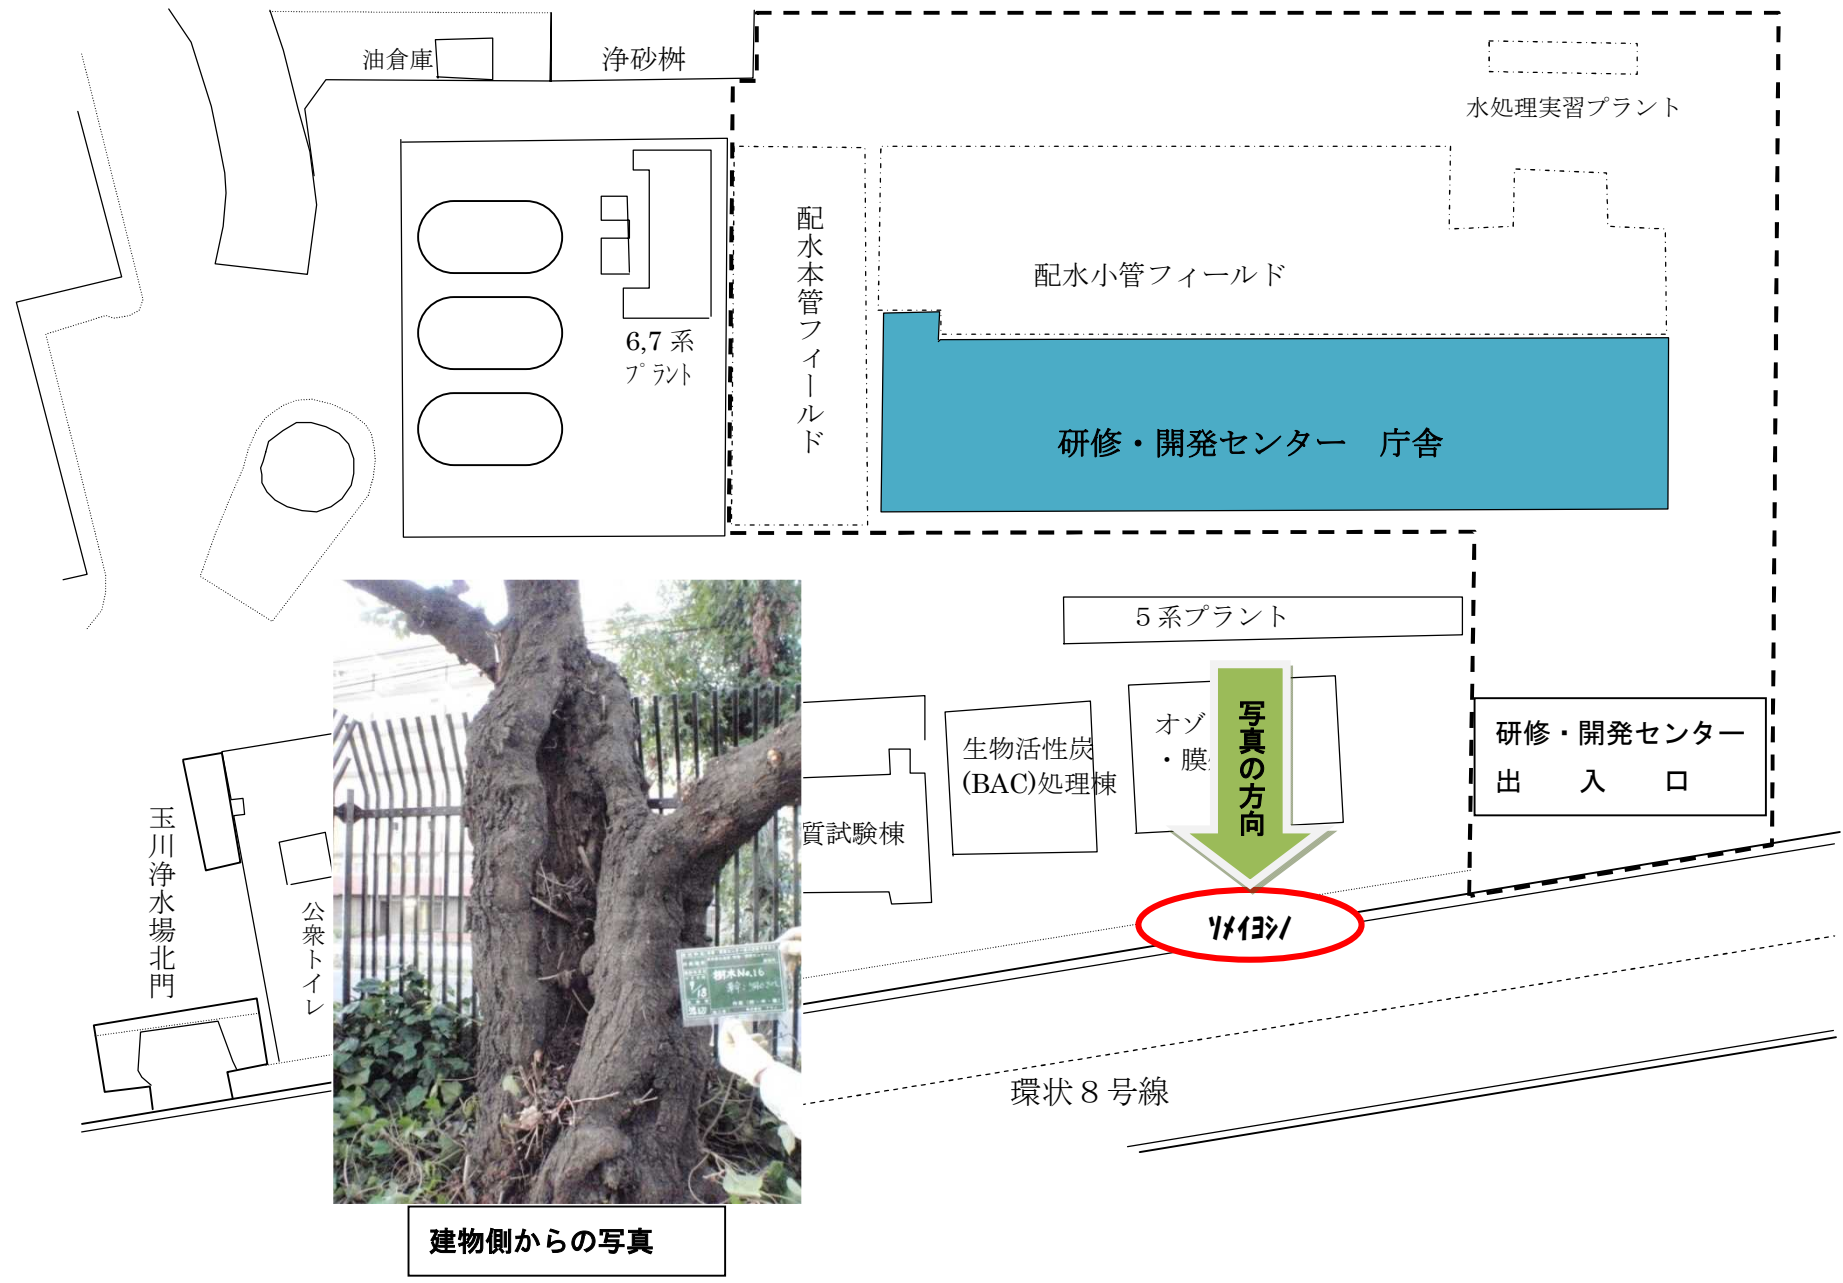 油倉庫
浄砂桝
水処理実習プラント
配水本管フィールド
配水小管フィールド
6,7 系
プラント
研修・開発センター 庁舎
５系プラント
写真の方向
オゾ
・膜
生物活性炭
(BAC)処理棟
研修・開発センター
出 入 口
質試験棟
玉川浄水場北門
公衆トイレ
ソメイヨシノ
樹木No.16
環状８号線
建物側からの写真